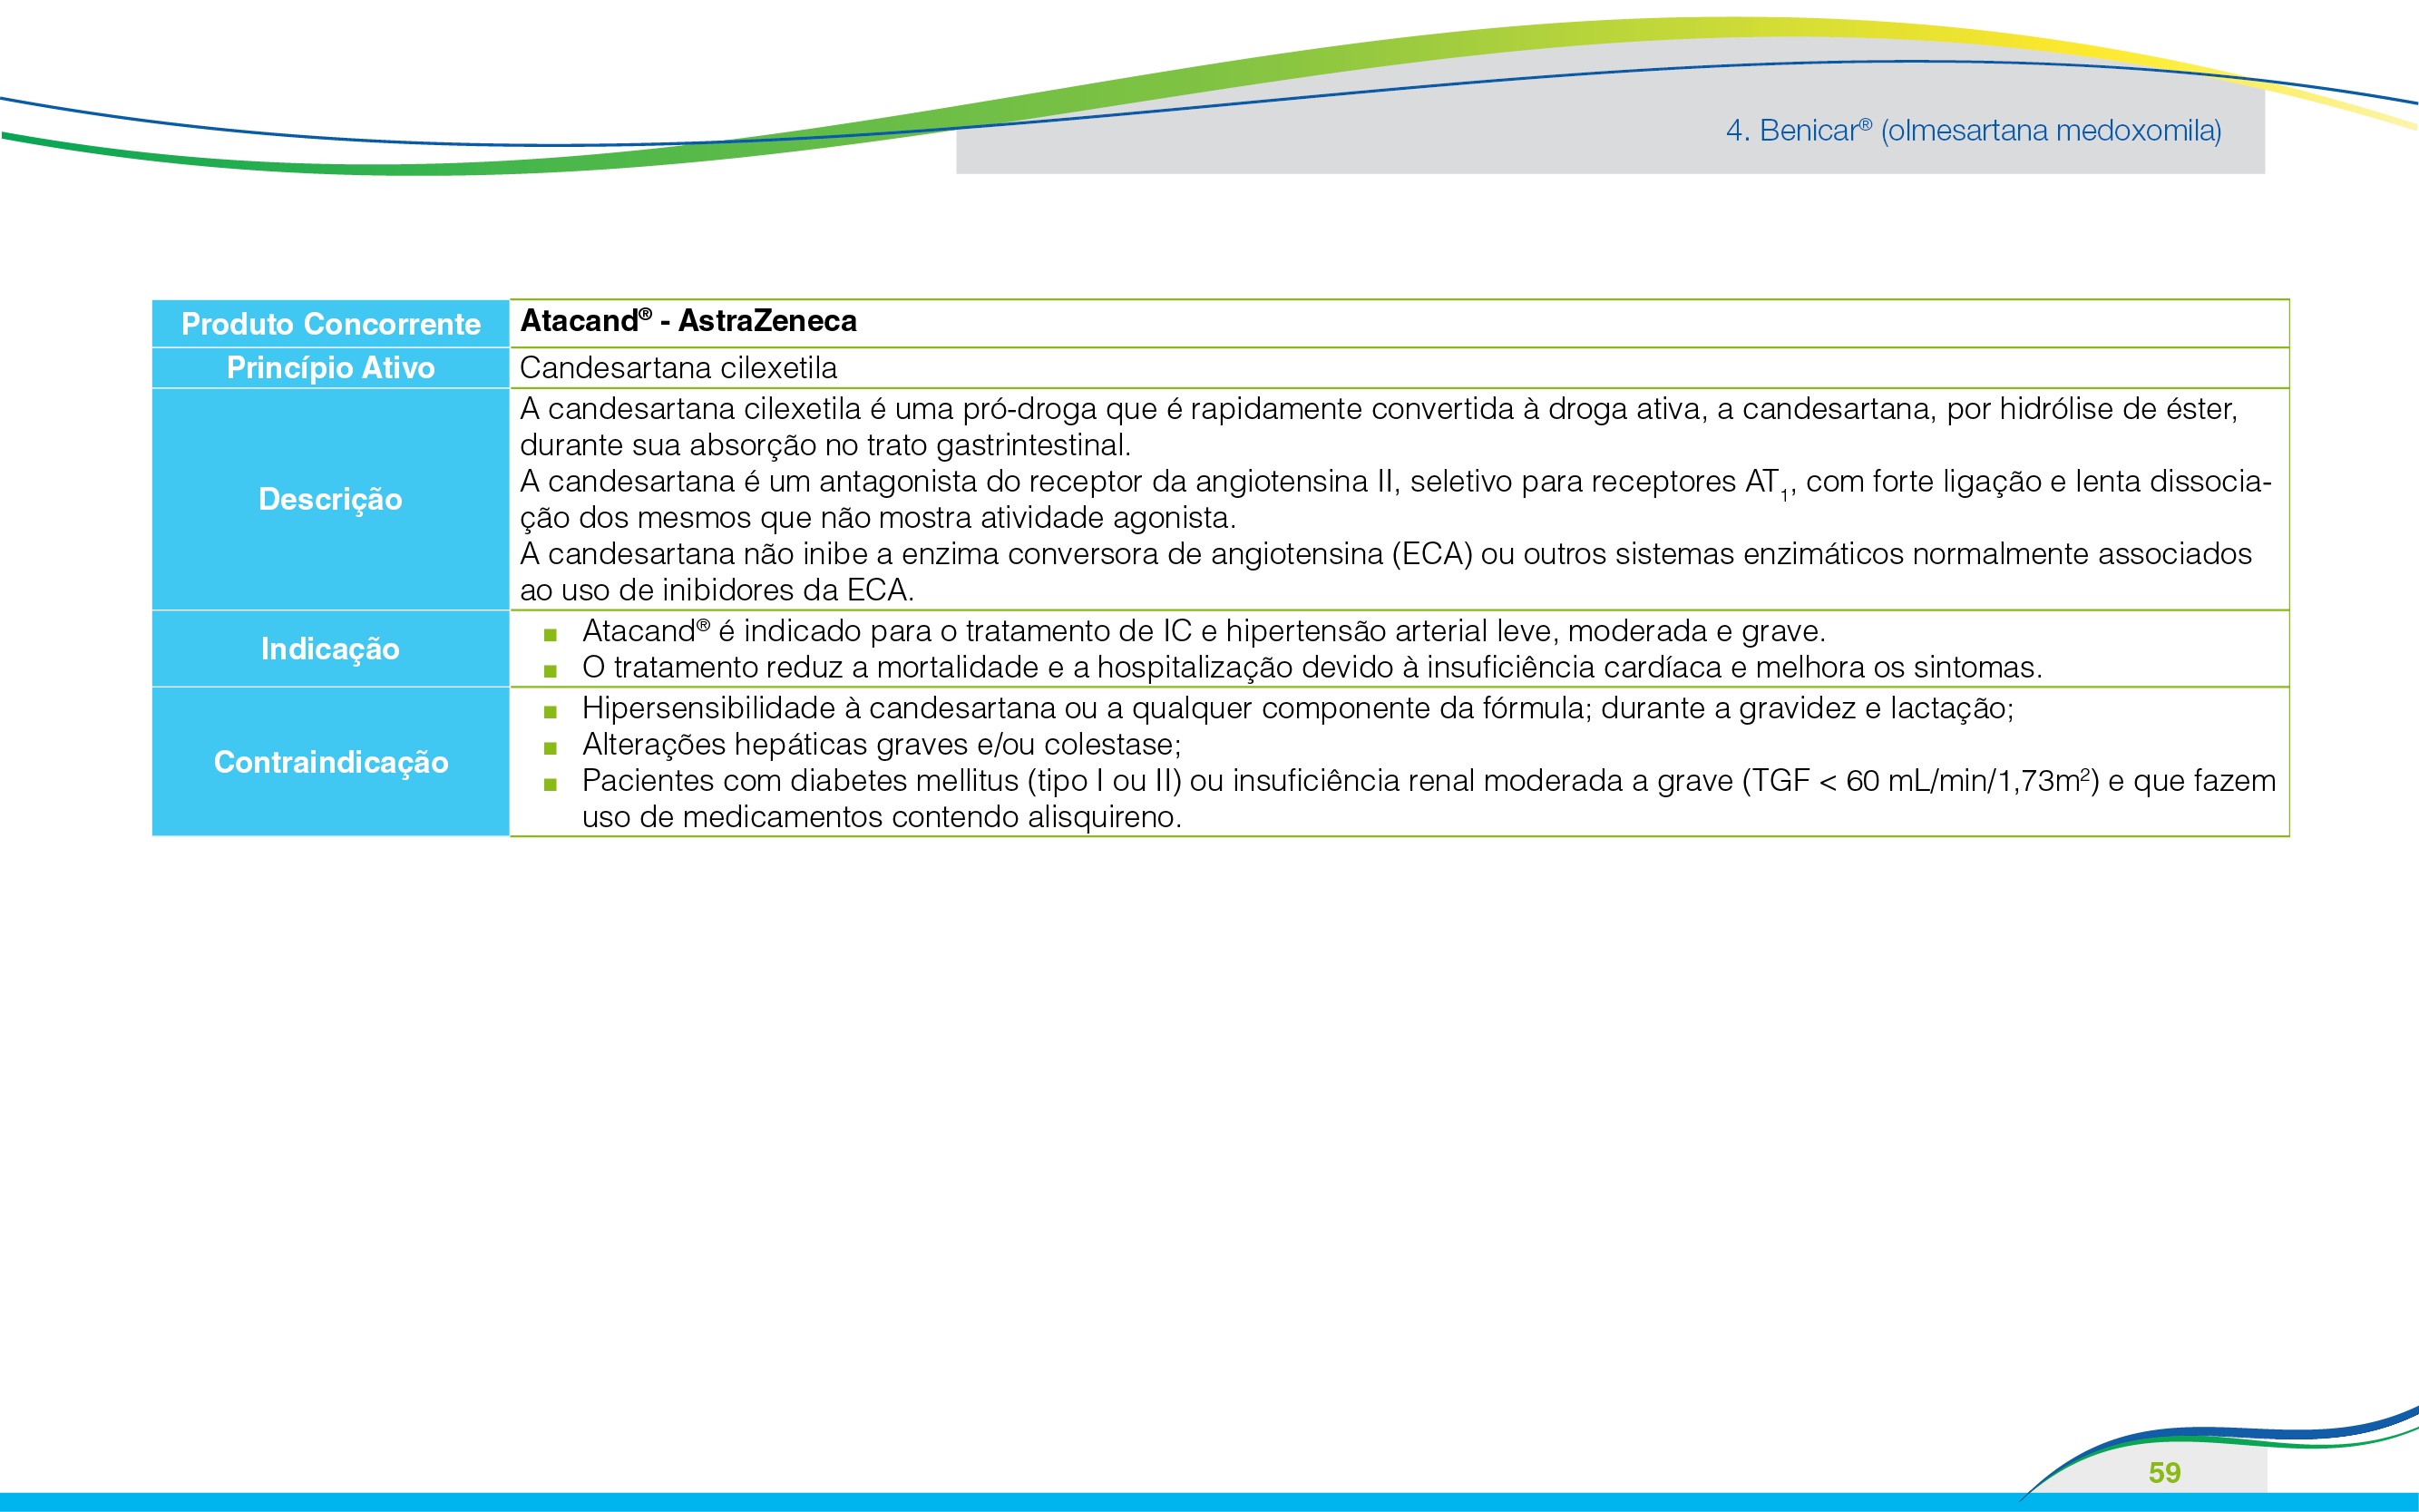 4. Benicar® (olmesartana medoxomila)
Produto Concorrente
Atacand® - AstraZeneca
Princípio Ativo
Candesartana cilexetila
Descrição
A candesartana cilexetila é uma pró-droga que é rapidamente convertida à droga ativa, a candesartana, por hidrólise de éster,
durante sua absorção no trato gastrintestinal.
A candesartana é um antagonista do receptor da angiotensina II, seletivo para receptores AT₁, com forte ligação e lenta dissocia-
ção dos mesmos que não mostra atividade agonista.
A candesartana não inibe a enzima conversora de angiotensina (ECA) ou outros sistemas enzimáticos normalmente associados
ao uso de inibidores da ECA.
Indicação
■ Atacand® é indicado para o tratamento de IC e hipertensão arterial leve, moderada e grave.
■ O tratamento reduz a mortalidade e a hospitalização devido à insuficiência cardíaca e melhora os sintomas.
Contraindicação
■ Hipersensibilidade à candesartana ou a qualquer componente da fórmula; durante a gravidez e lactação;
■ Alterações hepáticas graves e/ou colestase;
■ Pacientes com diabetes mellitus (tipo I ou II) ou insuficiência renal moderada a grave (TGF < 60 mL/min/1,73m²) e que fazem
uso de medicamentos contendo alisquireno.
59